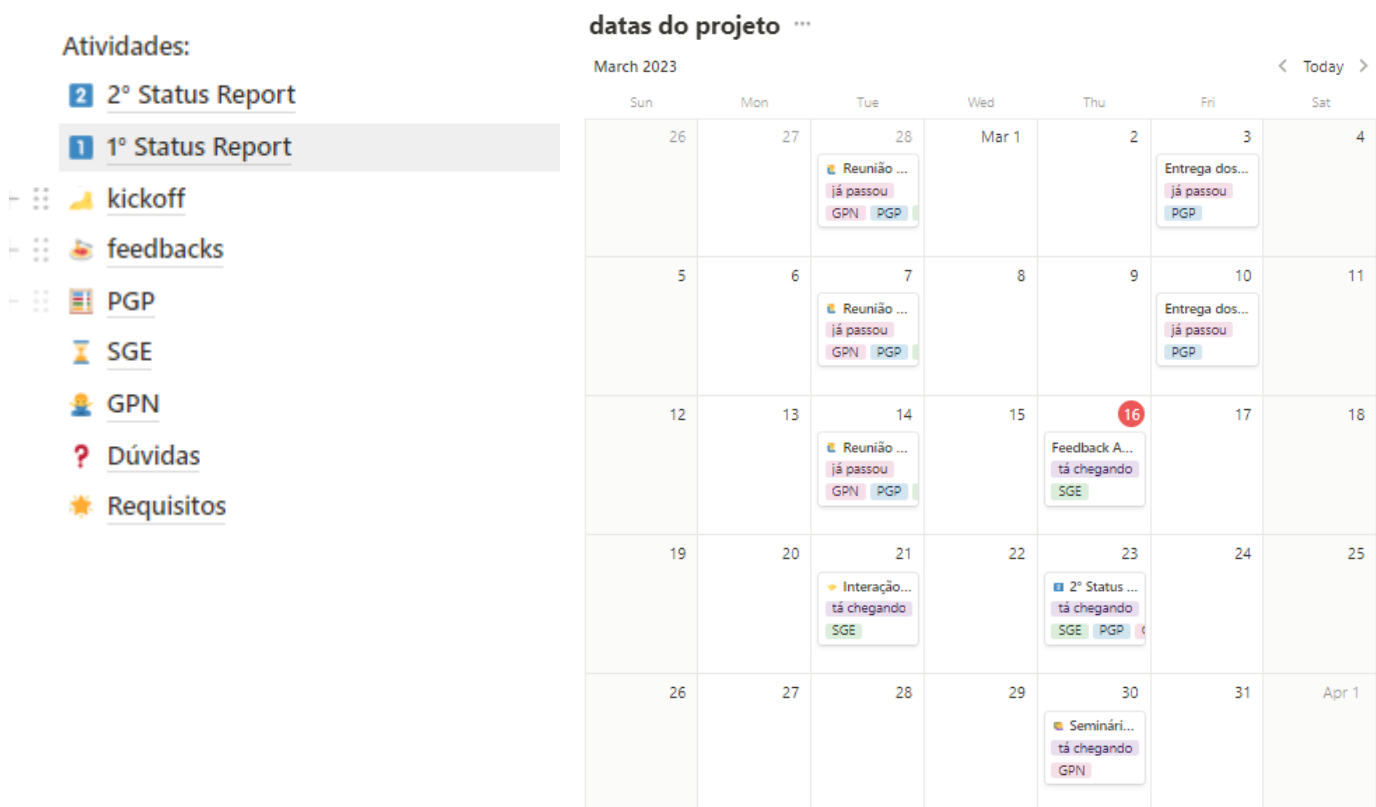 Atividades:
2 2° Status Report
1 1° Status Report
kickoff
feedbacks
PGP
SGE
GPN
? Dúvidas
Requisitos
datas do projeto ...
March 2023
< Today >
Sun Mon Tue Wed Thu Fri Sat
26 27 28 Mar 1 2 3 4
Reunião ... Entrega dos...
já passou já passou
GPN PGP PGP
5 6 7 8 9 10 11
Reunião ... Entrega dos...
já passou já passou
GPN PGP PGP
12 13 14 15 16 17 18
Reunião ... Feedback A...
já passou tá chegando
GPN PGP SGE
19 20 21 22 23 24 25
Interação... 2 2° Status ...
tá chegando tá chegando
SGE SGE PGP
26 27 28 29 30 31 Apr 1
Seminári...
tá chegando
GPN